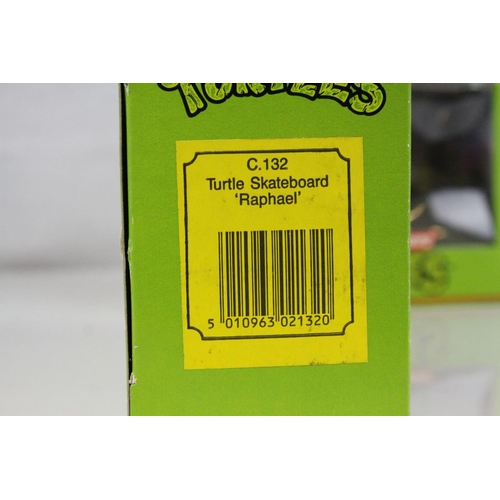 TURTLES
C.132
Turtle Skateboard
'Raphael'
5 010963 021320